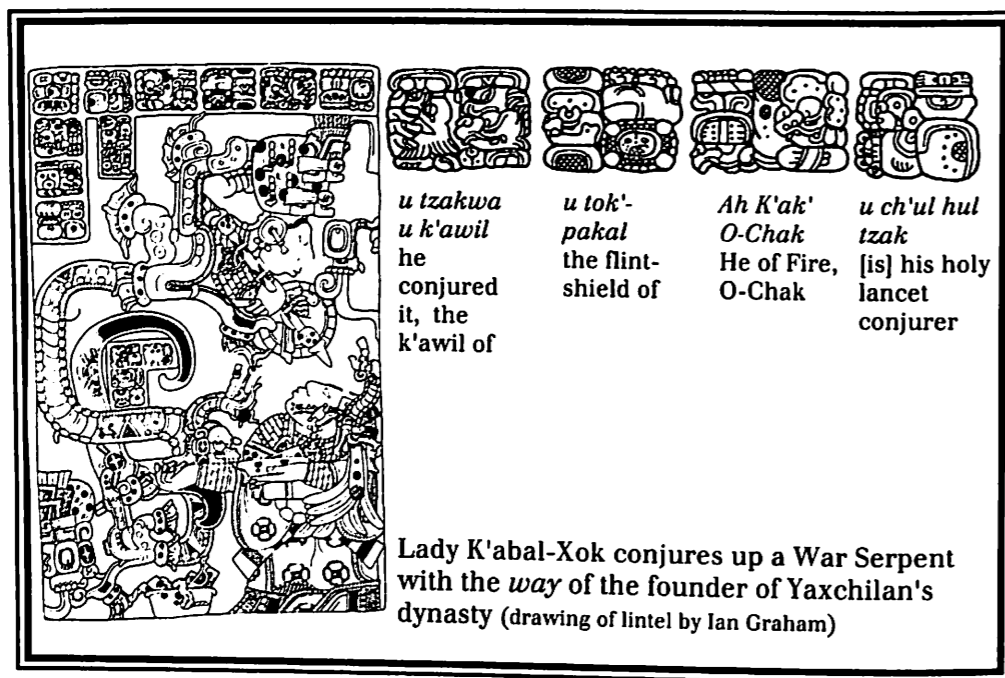 u tzakwa
u k'awil
he
conjured
it, the
k'awil of
u tok'-
pakal
the flint-
shield of
Ah K'ak'
O-Chak
He of Fire,
O-Chak
u ch'ul hul
tzak
[is] his holy
lancet
conjurer
Lady K'abal-Xok conjures up a War Serpent
with the way of the founder of Yaxchilan's
dynasty (drawing of lintel by Ian Graham)